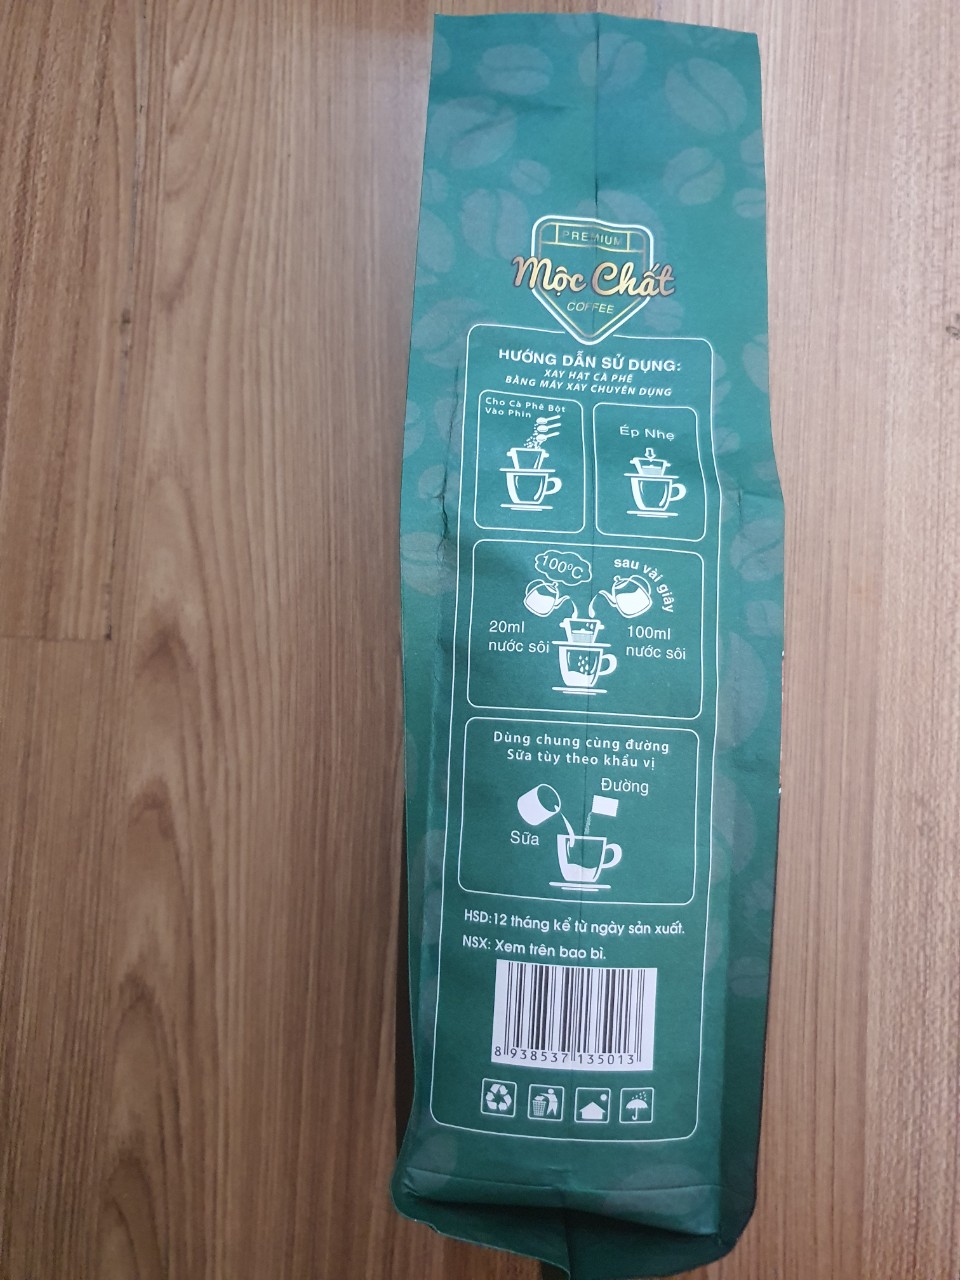 PREMIUM
Mộc Chất
COFFEE
HƯỚNG DẪN SỬ DỤNG:
XAY HẠT CÀ PHÊ
BẰNG MÁY XAY CHUYÊN DỤNG
Cho Cà Phê Bột
Vào Phin
Ép Nhẹ
100°C
sau vài giây
20ml
nước sôi
100ml
nước sôi
Dùng chung cùng đường
Sữa tùy theo khẩu vị
Đường
Sữa
HSD:12 tháng kể từ ngày sản xuất.
NSX: Xem trên bao bì.
8 938537 135013